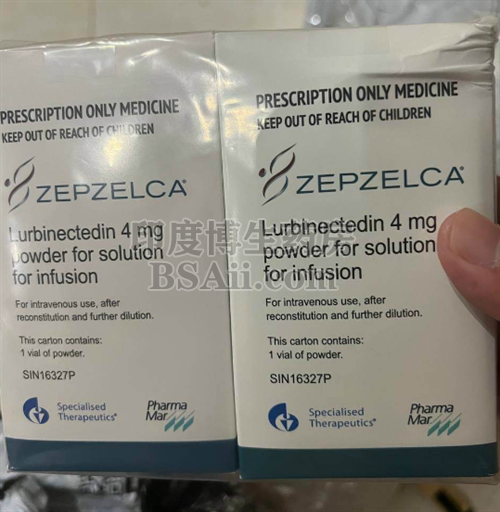 PRESCRIPTION ONLY MEDICINE
KEEP OUT OF REACH OF CHILDREN
ZEPZELCA®
Lurbinectedin 4 mg
powder for solution
for infusion
For intravenous use, after
reconstitution and further dilution.
This carton contains:
1 vial of powder.
SIN16327P
Specialised
Therapeutics®
Pharma
Mar
PRESCRIPTION ONLY MEDICINE
KEEP OUT OF REACH OF CHILDREN
ZEPZELCA®
Lurbinectedin 4 mg
powder for solution
for infusion
For intravenous use, after
reconstitution and further dilution.
This carton contains:
1 vial of powder.
SIN16327P
Specialised
Therapeutics®
Pharma
Mar
印度博生药房
BSAii.com